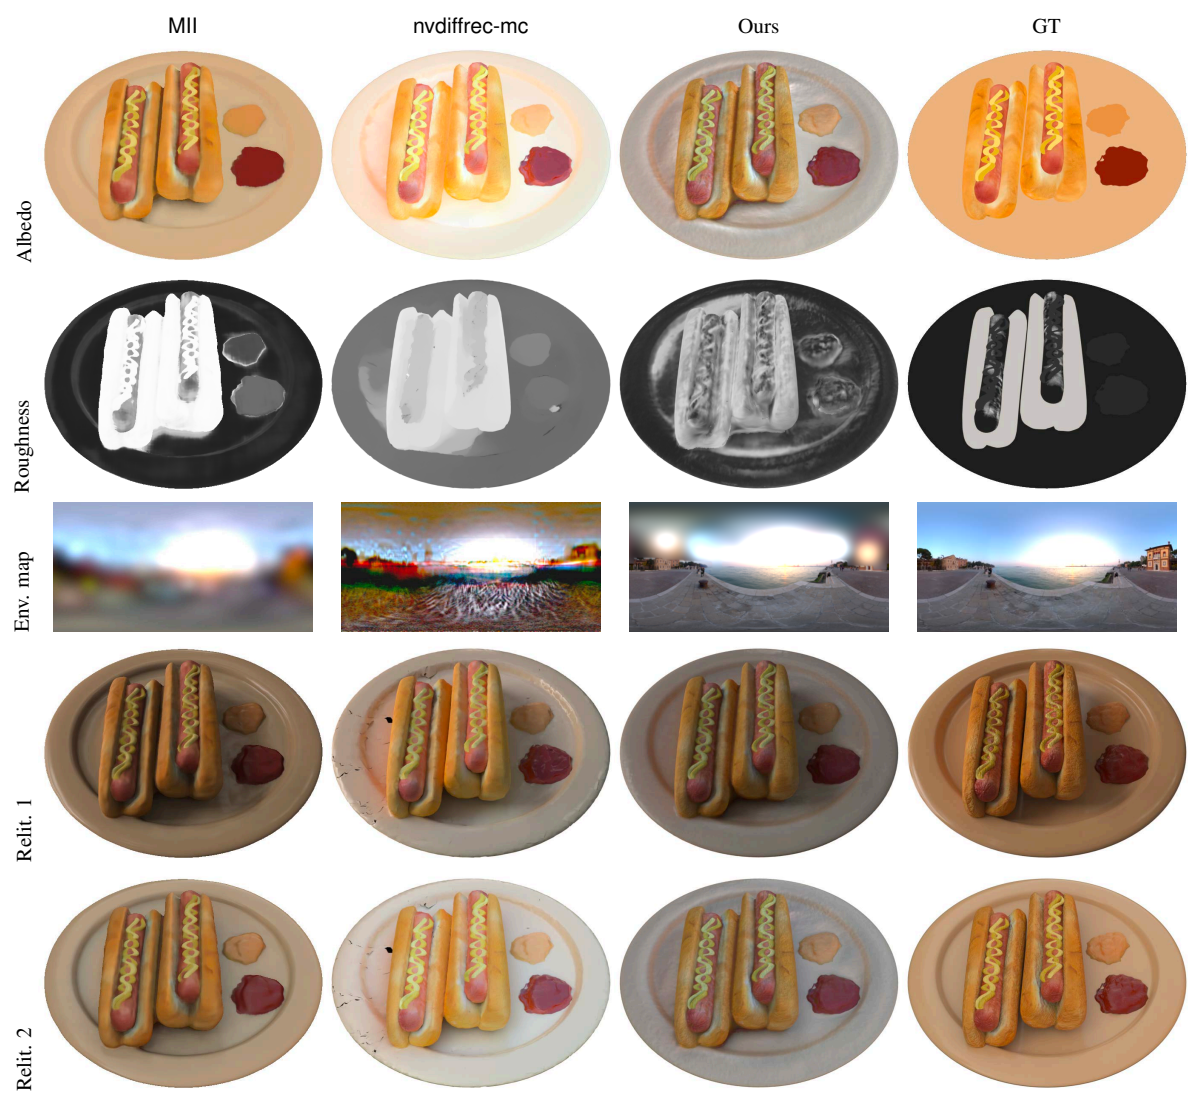 MII nvdiffrec-mc Ours GT
Albedo
Roughness
Env. map
Relit. 1
Relit. 2